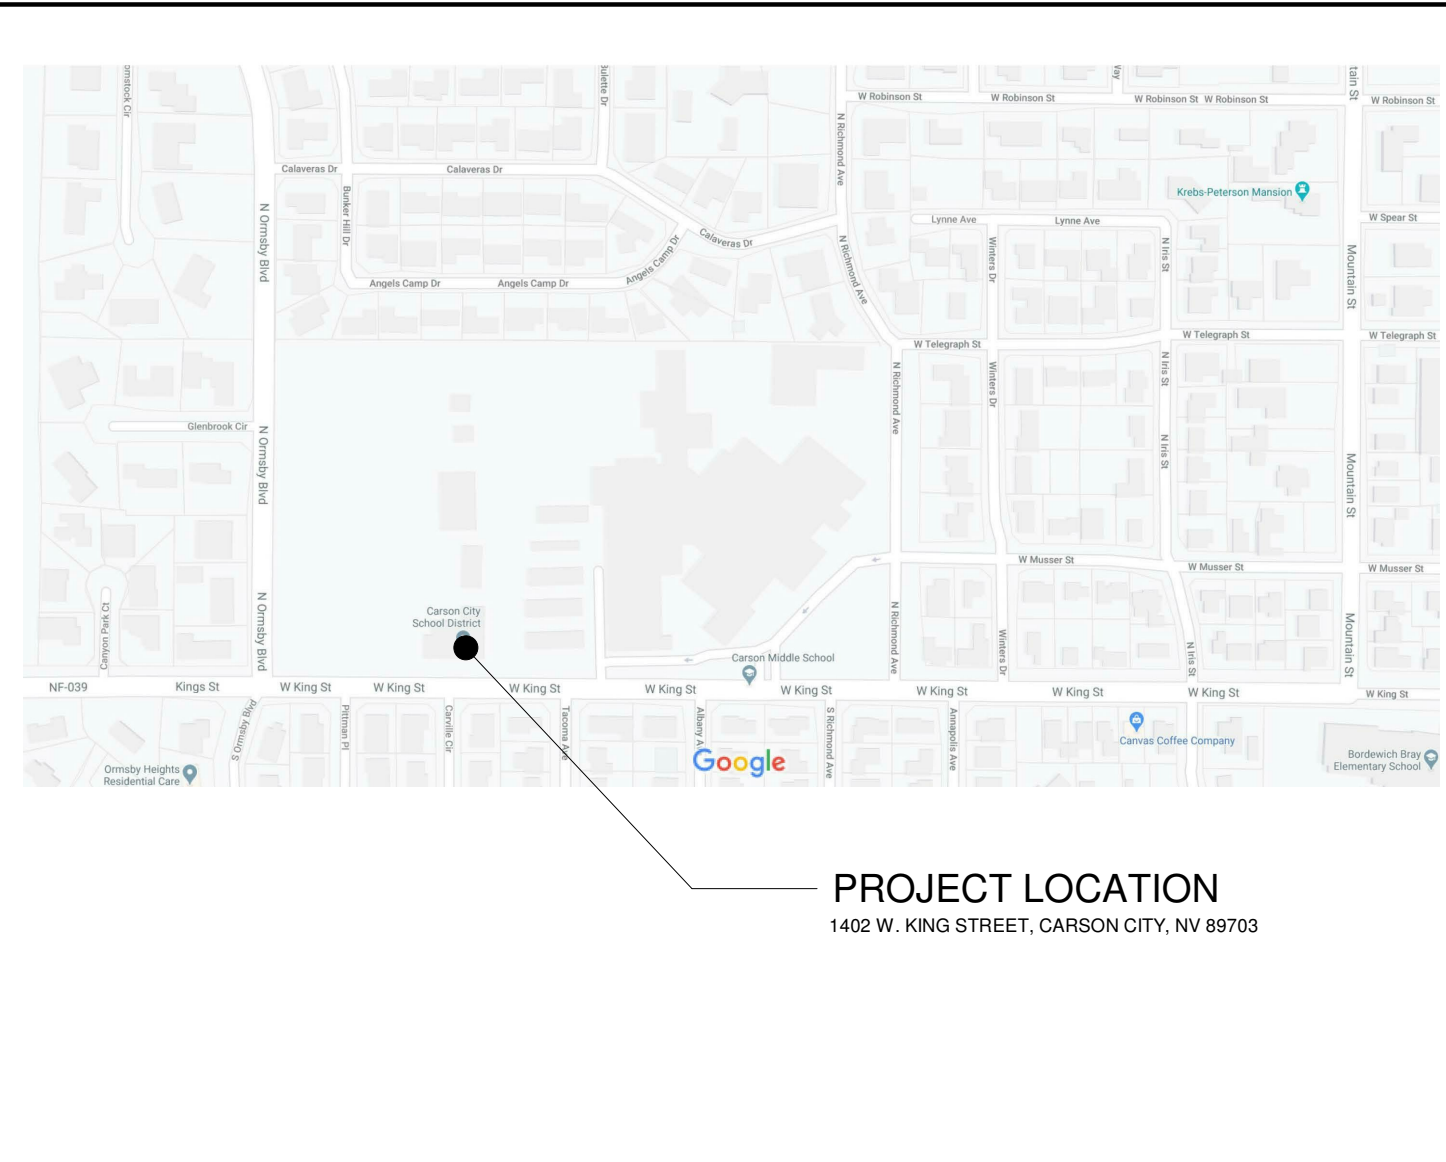 W Robinson St
W Robinson St
W Robinson St
W Robinson St
W Robinson St
N Richmond Ave
Calaveras Dr
Calaveras Dr
Bunker Hill Dr
N Ormsby Blvd
Krebs-Peterson Mansion
Lynne Ave
Lynne Ave
W Spear St
Calaveras Dr
Angels Camp Dr
Angels Camp Dr
Angels Camp Dr
N Richmond Ave
Winters Dr
N Iris St
Mountain St
W Telegraph St
W Telegraph St
W Telegraph St
N Richmond Ave
Winters Dr
N Iris St
Glenbrook Cir
N Ormsby Blvd
N Iris St
Mountain St
W Musser St
W Musser St
W Musser St
Canyon Park Ct
N Ormsby Blvd
Carson City
School District
N Richmond Ave
Winters Dr
N Iris St
Mountain St
Carson Middle School
NF-039
Kings St
W King St
W King St
W King St
W King St
W King St
W King St
W King St
W King St
W King St
S Ormsby Blvd
Pittman Pl
Carville Cir
Tacoma Ave
Albany A
S Richmond Ave
Annapolis Ave
Canvas Coffee Company
Ormsby Heights
Residential Care
Google
Bordewich Bray
Elementary School
PROJECT LOCATION
1402 W. KING STREET, CARSON CITY, NV 89703